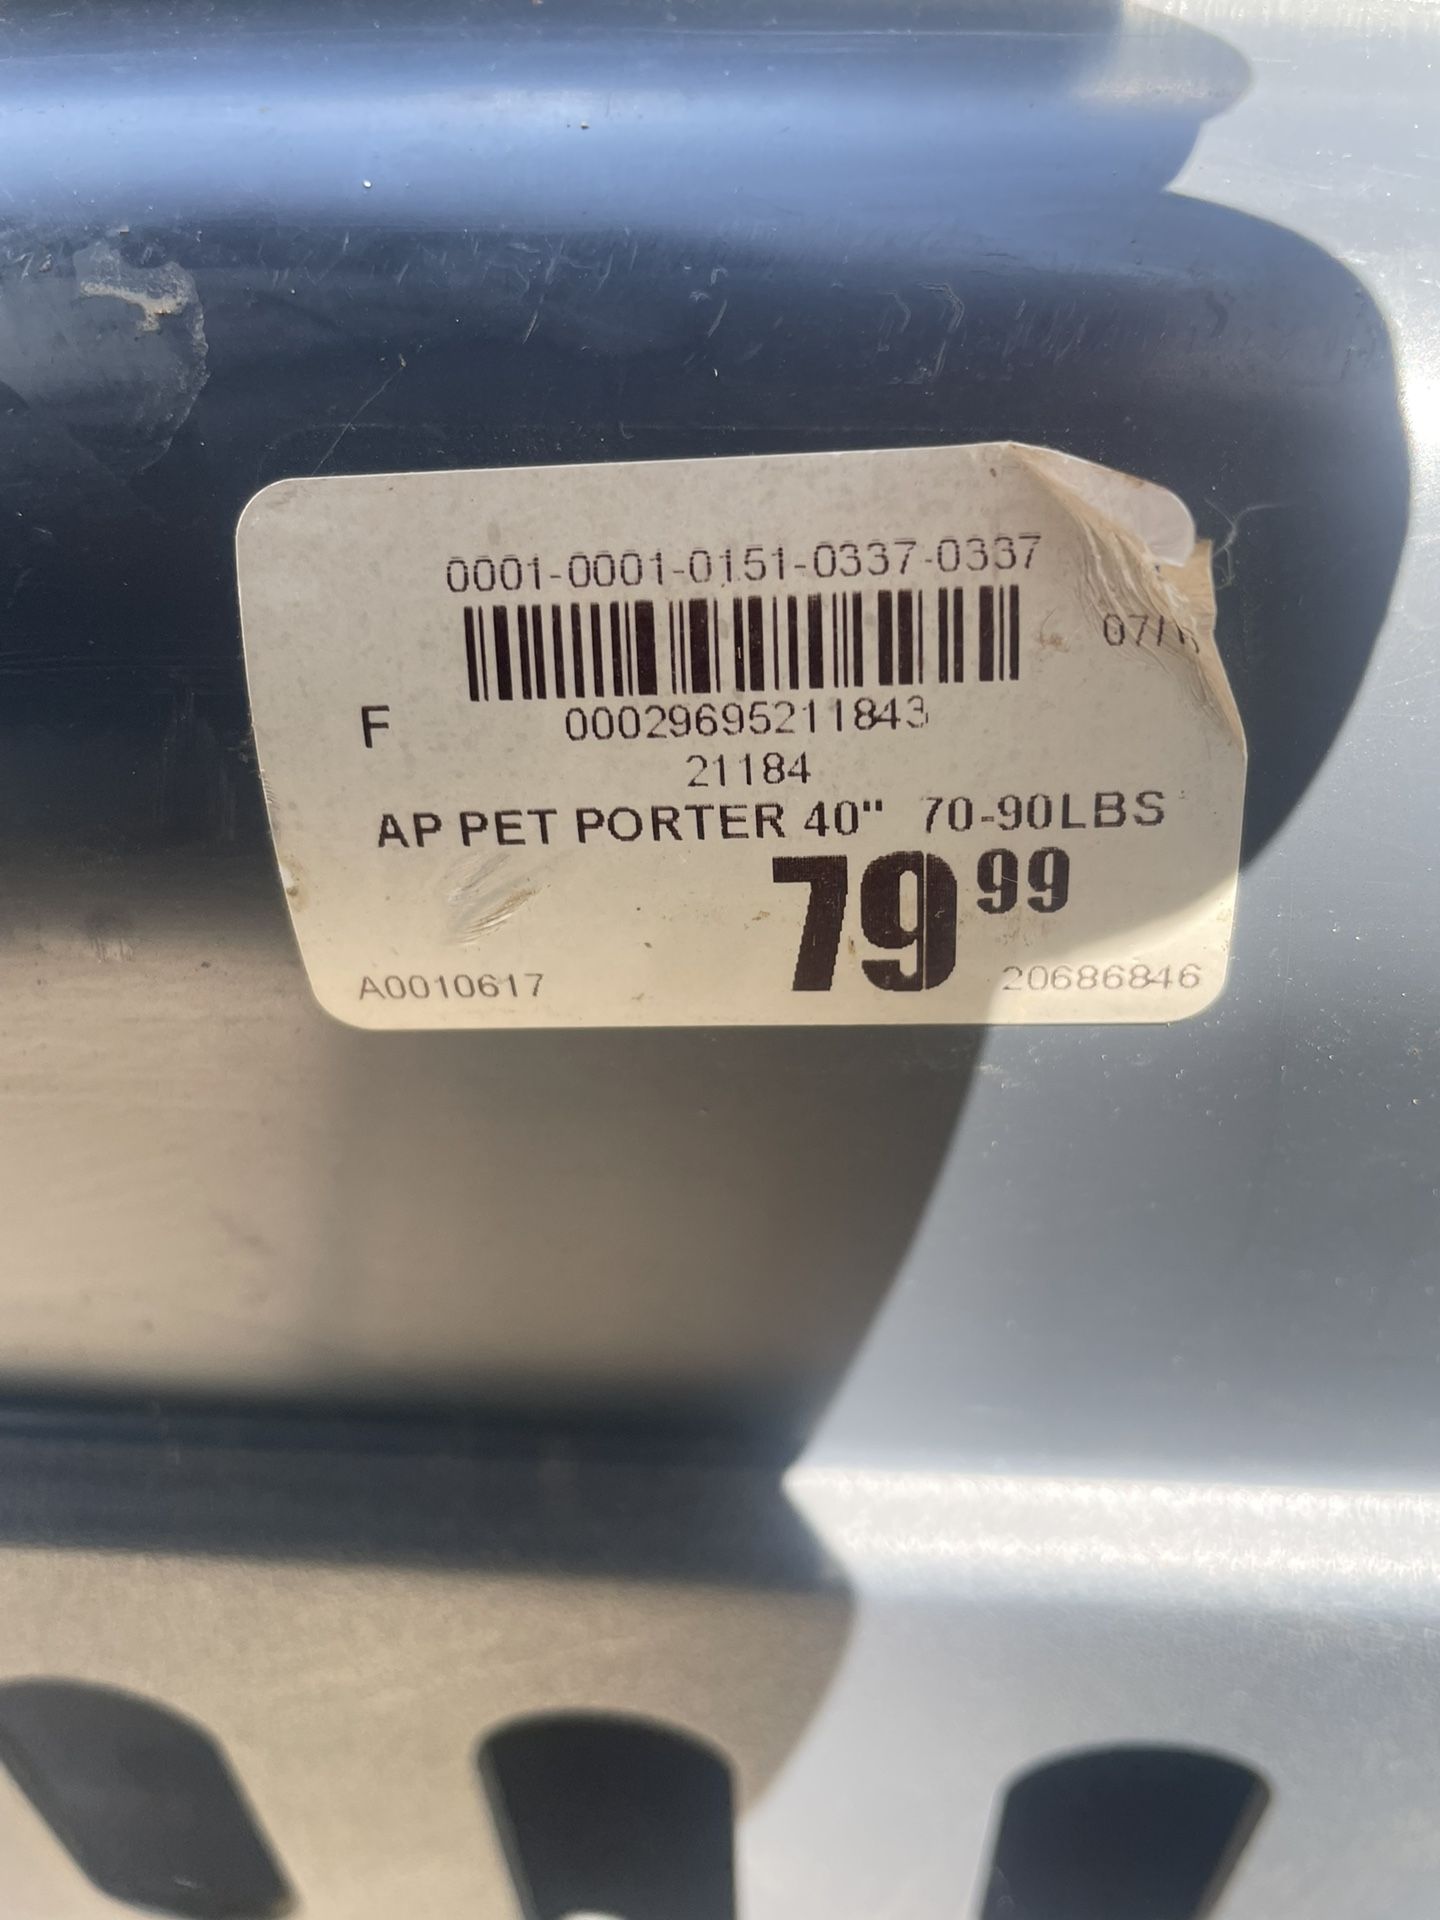 0001-0001-0151-0337-0337
07/
F
00029695211843
21184
AP PET PORTER 40" 70-90LBS
79 99
A0010617
20686846